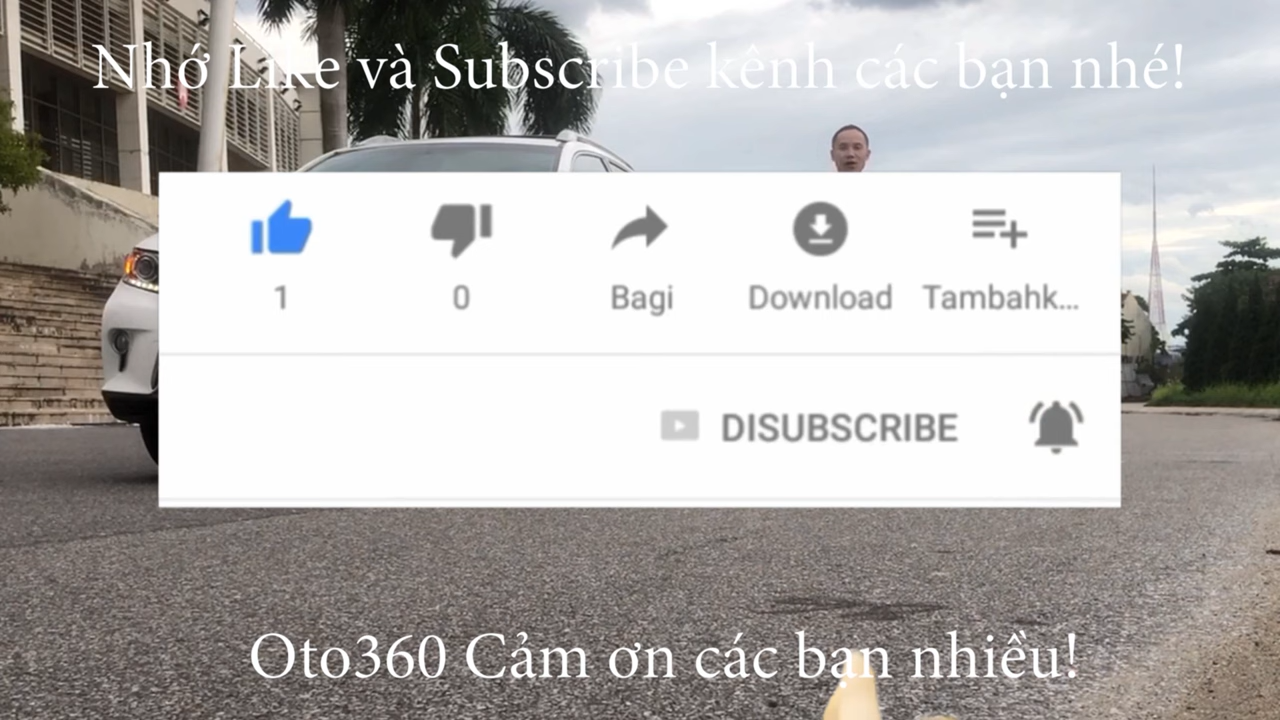 Nhớ Like và Subscribe kênh các bạn nhé!
1 0 Bagi Download Tambahk...
DISUBSCRIBE
Oto360 Cảm ơn các bạn nhiều!